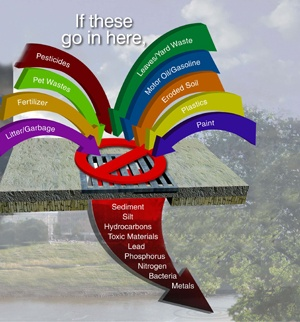 If these
go in here,
Pesticides
Pet Wastes
Fertilizer
Litter/Garbage
Leaves/Yard Waste
Motor Oil/Gasoline
Eroded Soil
Plastics
Paint
Sediment
Silt
Hydrocarbons
Toxic Materials
Lead
Phosphorus
Nitrogen
Bacteria
Metals